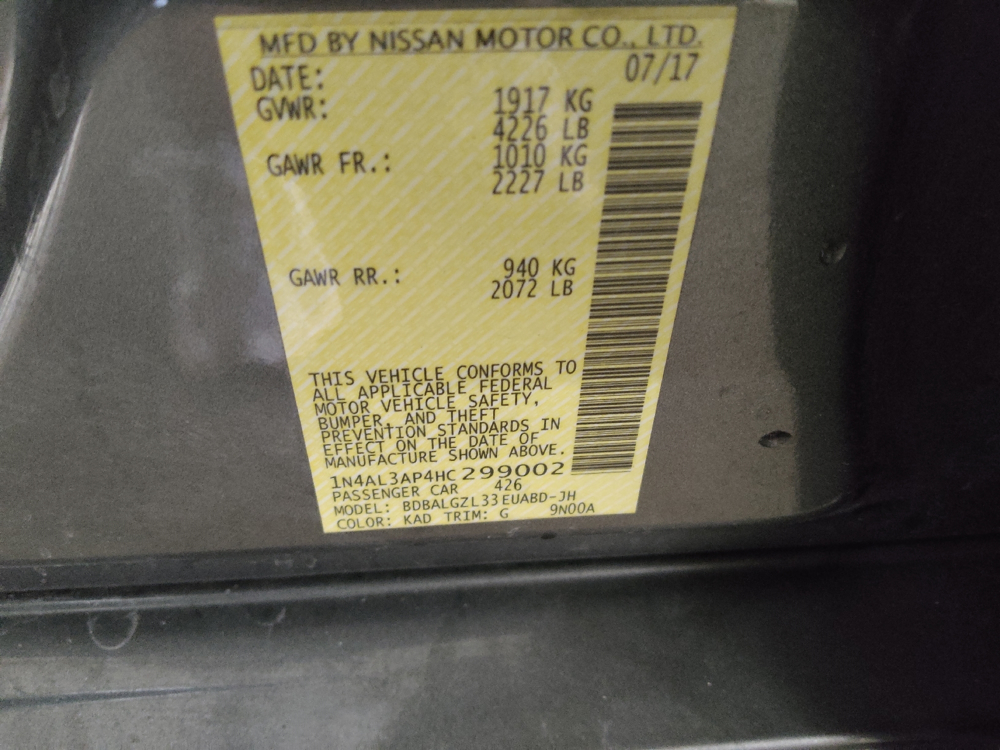 MFD BY NISSAN MOTOR CO., LTD.
DATE: 07/17
GVWR: 1917 KG
4226 LB
GAWR FR.: 1010 KG
2227 LB
GAWR RR.: 940 KG
2072 LB
THIS VEHICLE CONFORMS TO
ALL APPLICABLE FEDERAL
MOTOR VEHICLE SAFETY,
BUMPER, AND THEFT
PREVENTION STANDARDS IN
EFFECT ON THE DATE OF
MANUFACTURE SHOWN ABOVE.
1N4AL3AP4HC299002
PASSENGER CAR 426
MODEL: BDBALGZL33EUABD-JH
COLOR: KAD TRIM: G 9N00A